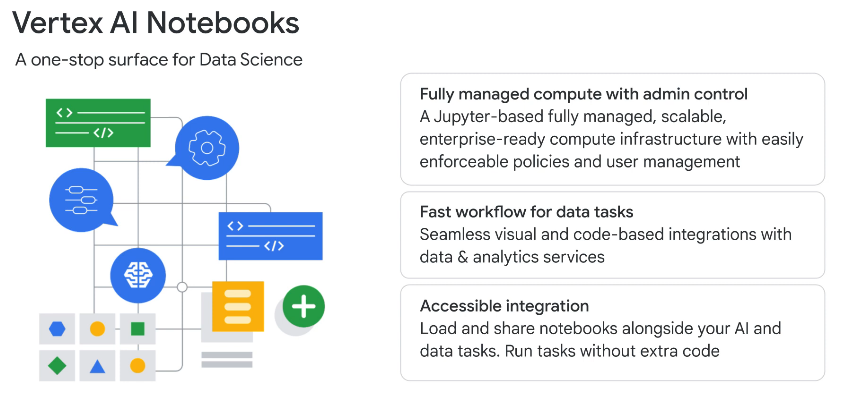 Vertex AI Notebooks
A one-stop surface for Data Science
<>
</>
<>
</>
Fully managed compute with admin control
A Jupyter-based fully managed, scalable,
enterprise-ready compute infrastructure with easily
enforceable policies and user management
Fast workflow for data tasks
Seamless visual and code-based integrations with
data & analytics services
Accessible integration
Load and share notebooks alongside your AI and
data tasks. Run tasks without extra code